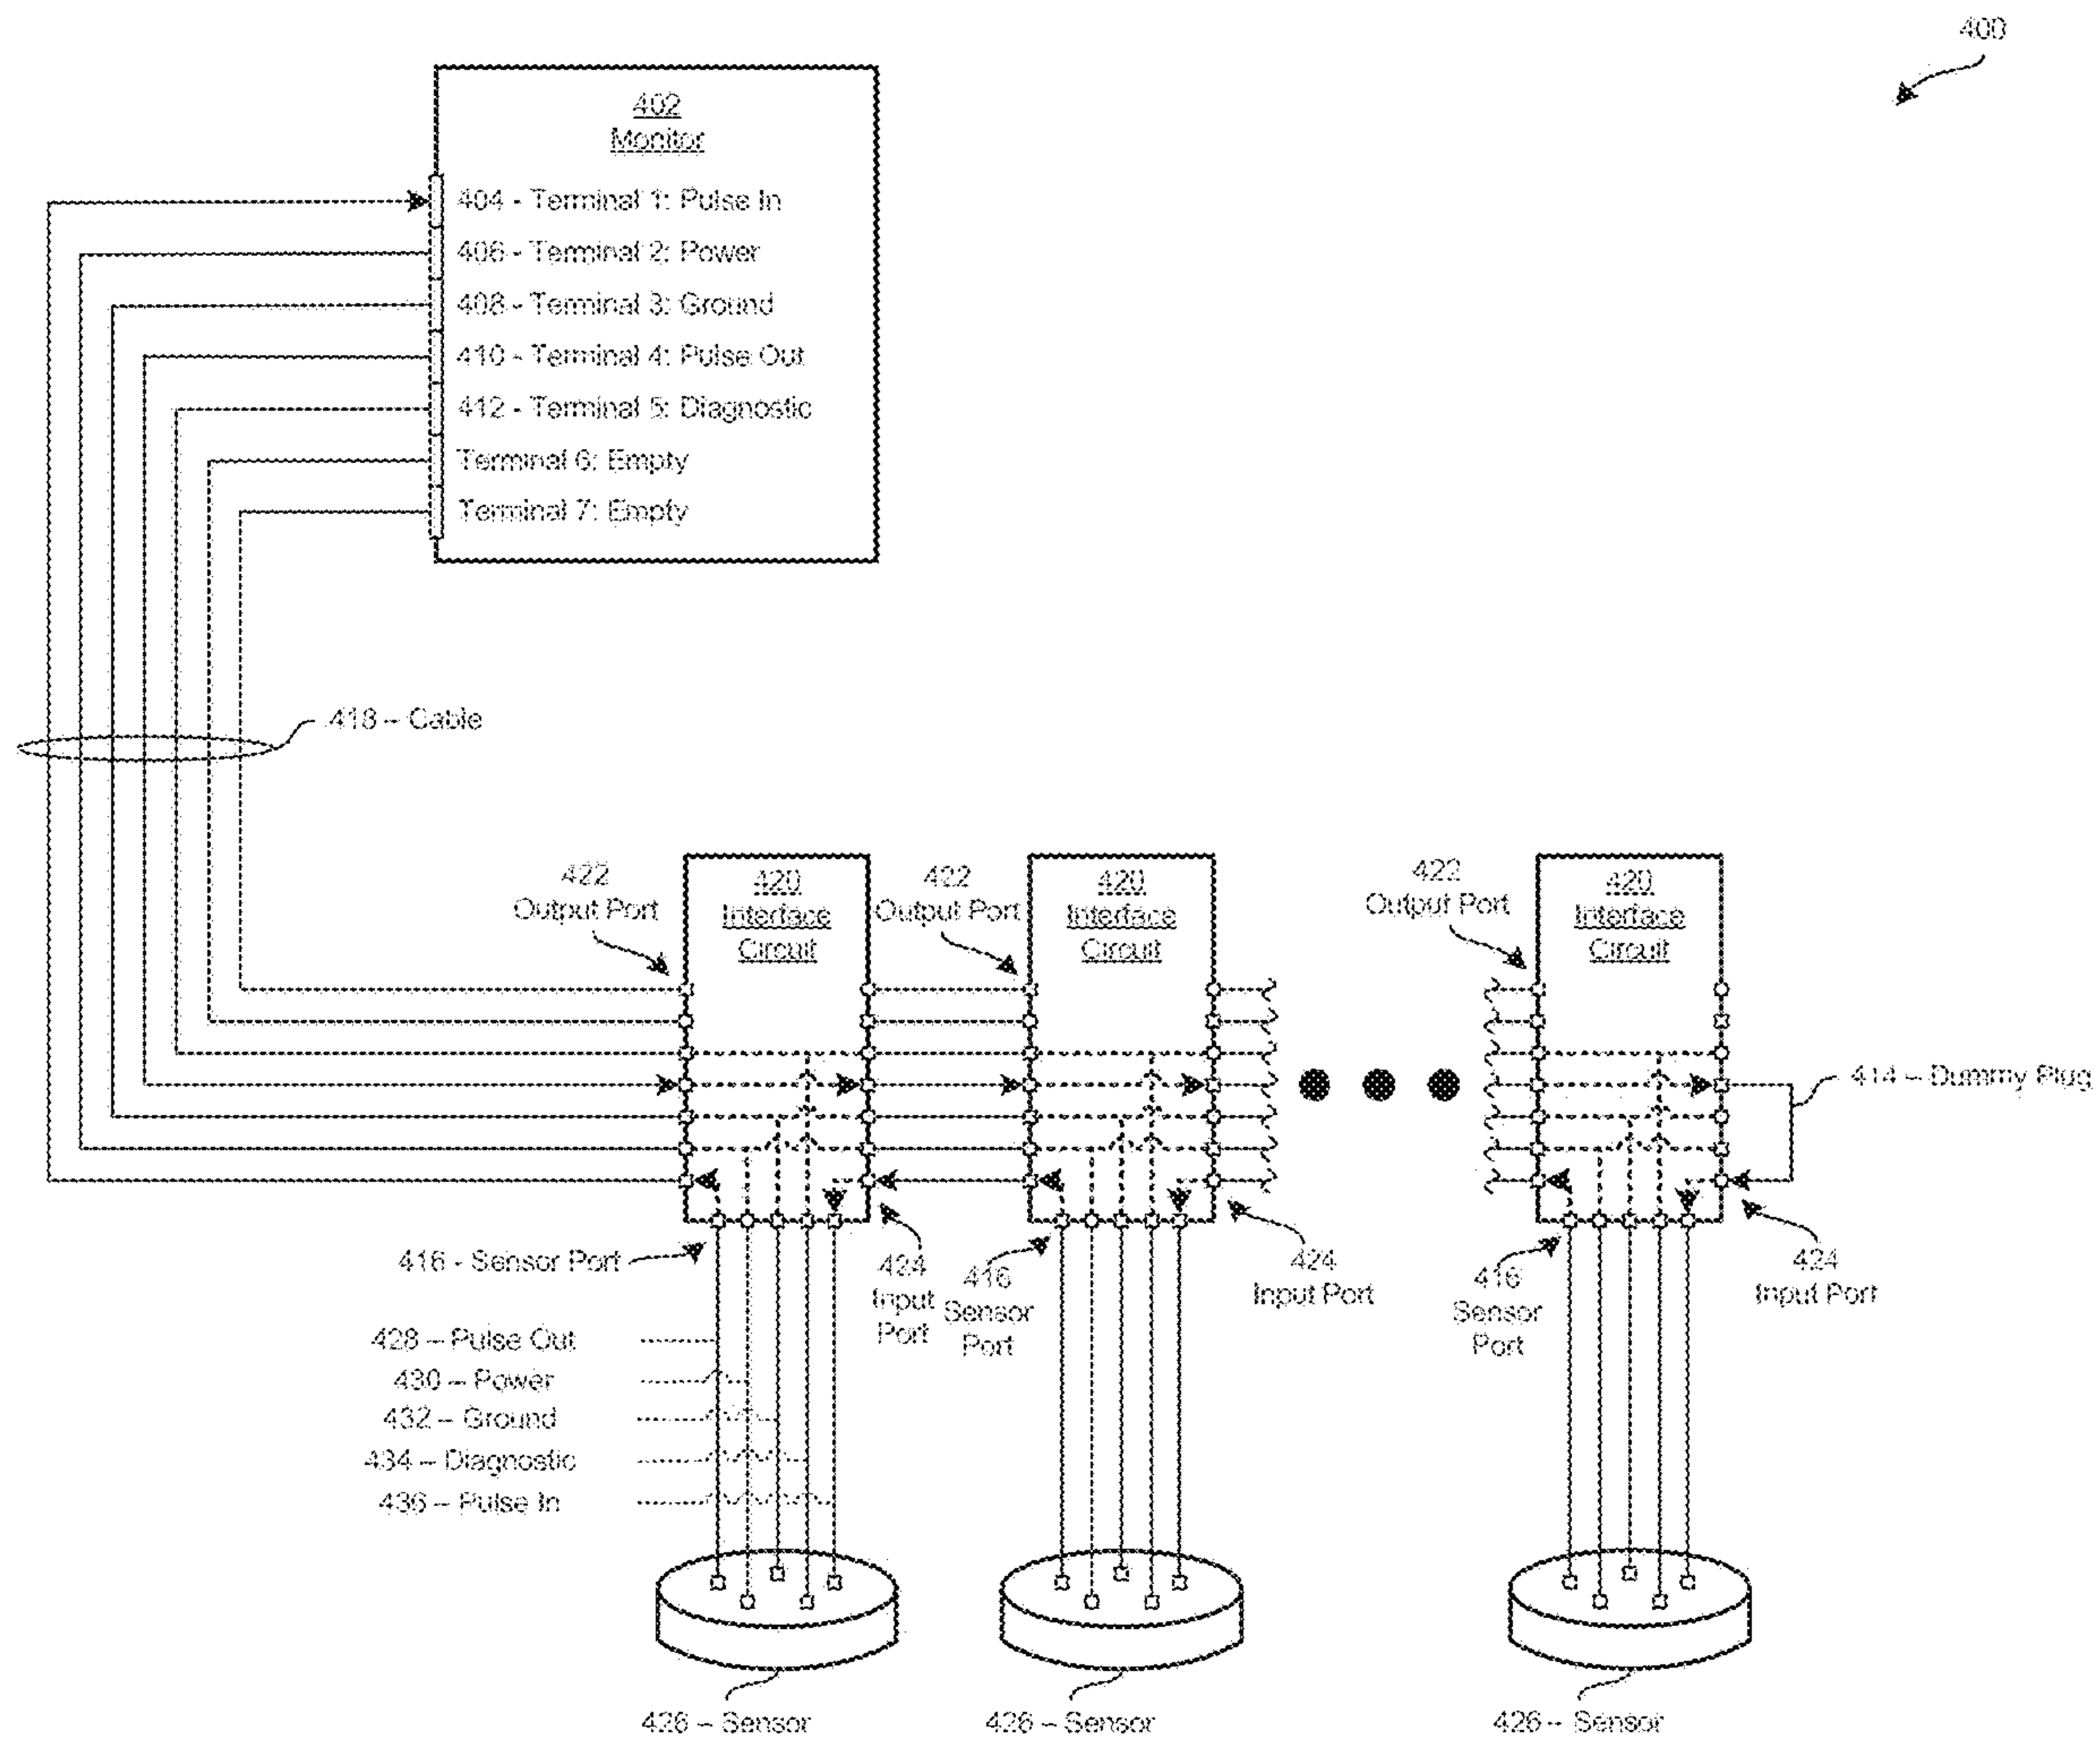 400
402
Monitor
404 - Terminal 1: Pulse In
406 - Terminal 2: Power
408 - Terminal 3: Ground
410 - Terminal 4: Pulse Out
412 - Terminal 5: Diagnostic
Terminal 6: Empty
Terminal 7: Empty
418 – Cable
422
Output Port
420
Interface
Circuit
422
Output Port
420
Interface
Circuit
422
Output Port
420
Interface
Circuit
414 – Dummy Plug
416 - Sensor Port
424
Input
Port
416
Sensor
Port
424
Input Port
416
Sensor
Port
424
Input Port
428 – Pulse Out
430 – Power
432 – Ground
434 – Diagnostic
436 – Pulse In
426 – Sensor
426 – Sensor
426 – Sensor